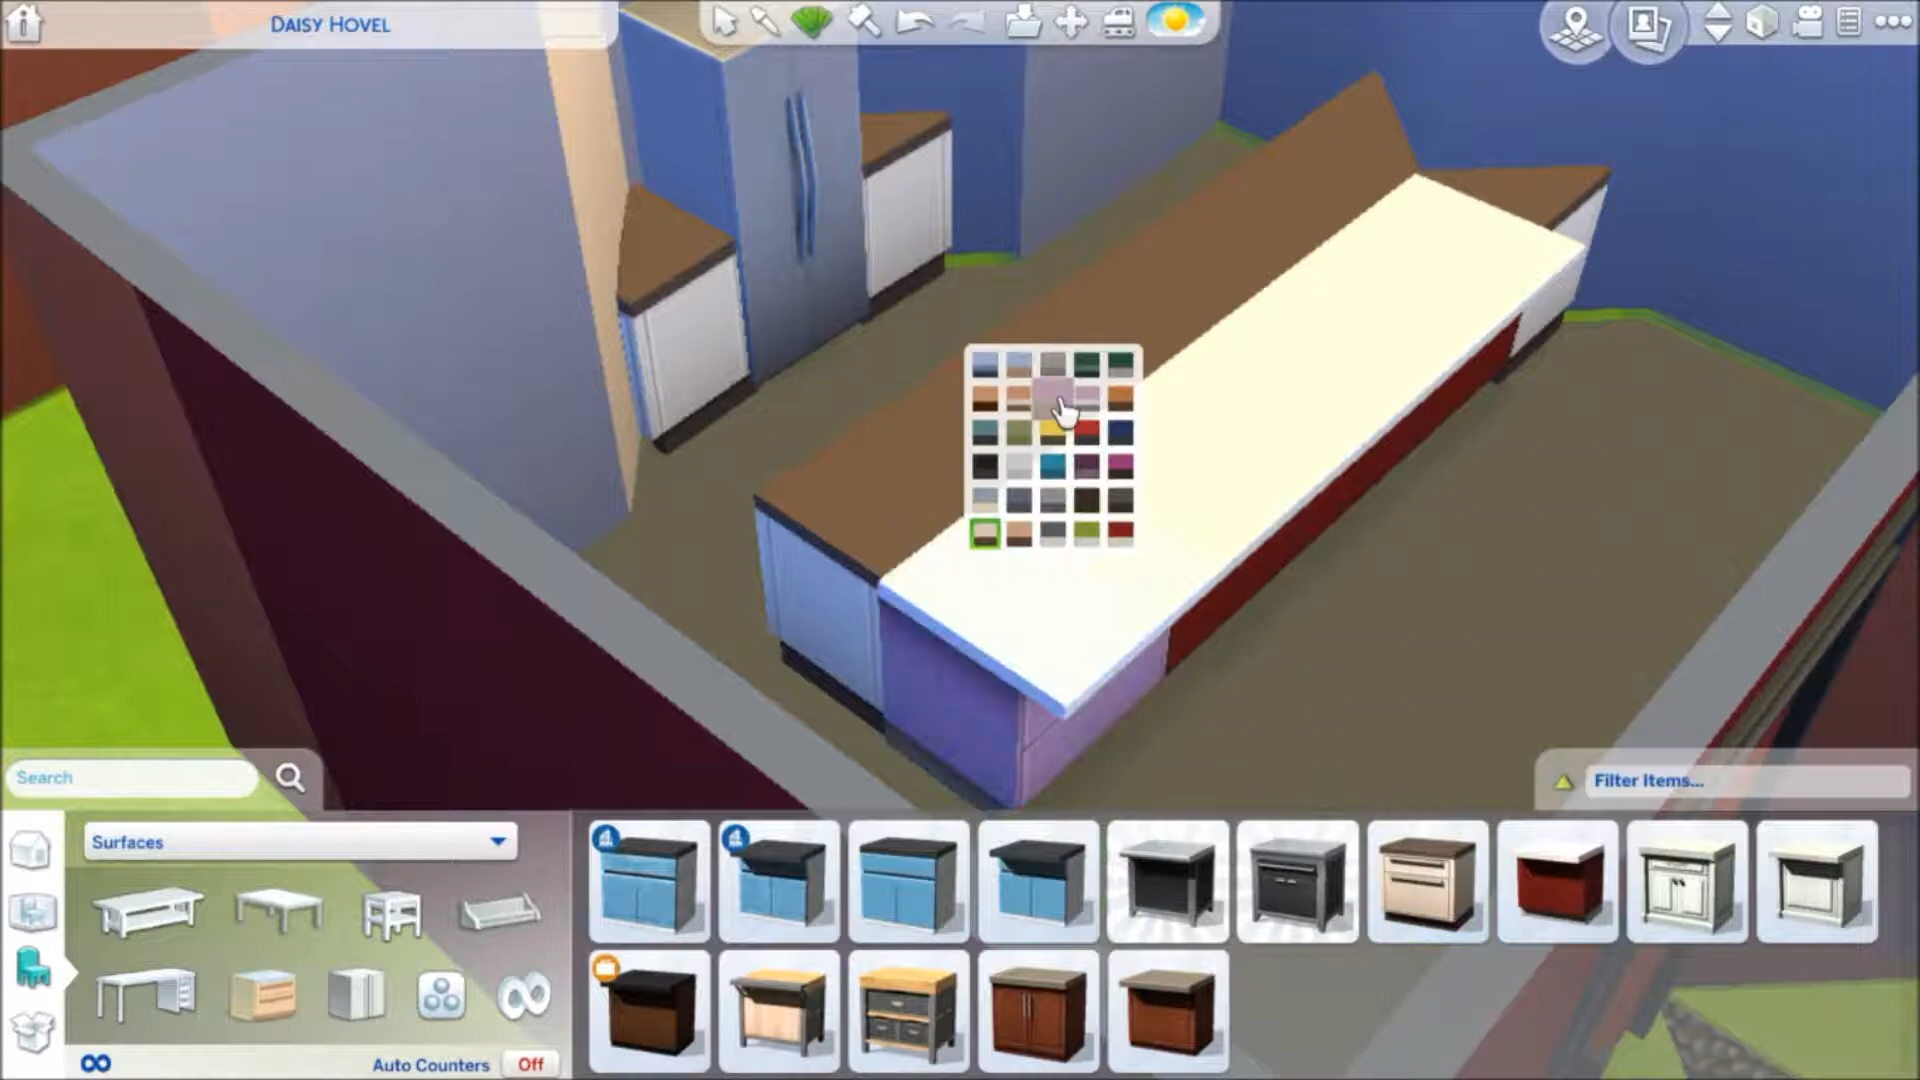 DAISY HOVEL
Search
Filter Items...
Surfaces
Auto Counters Off